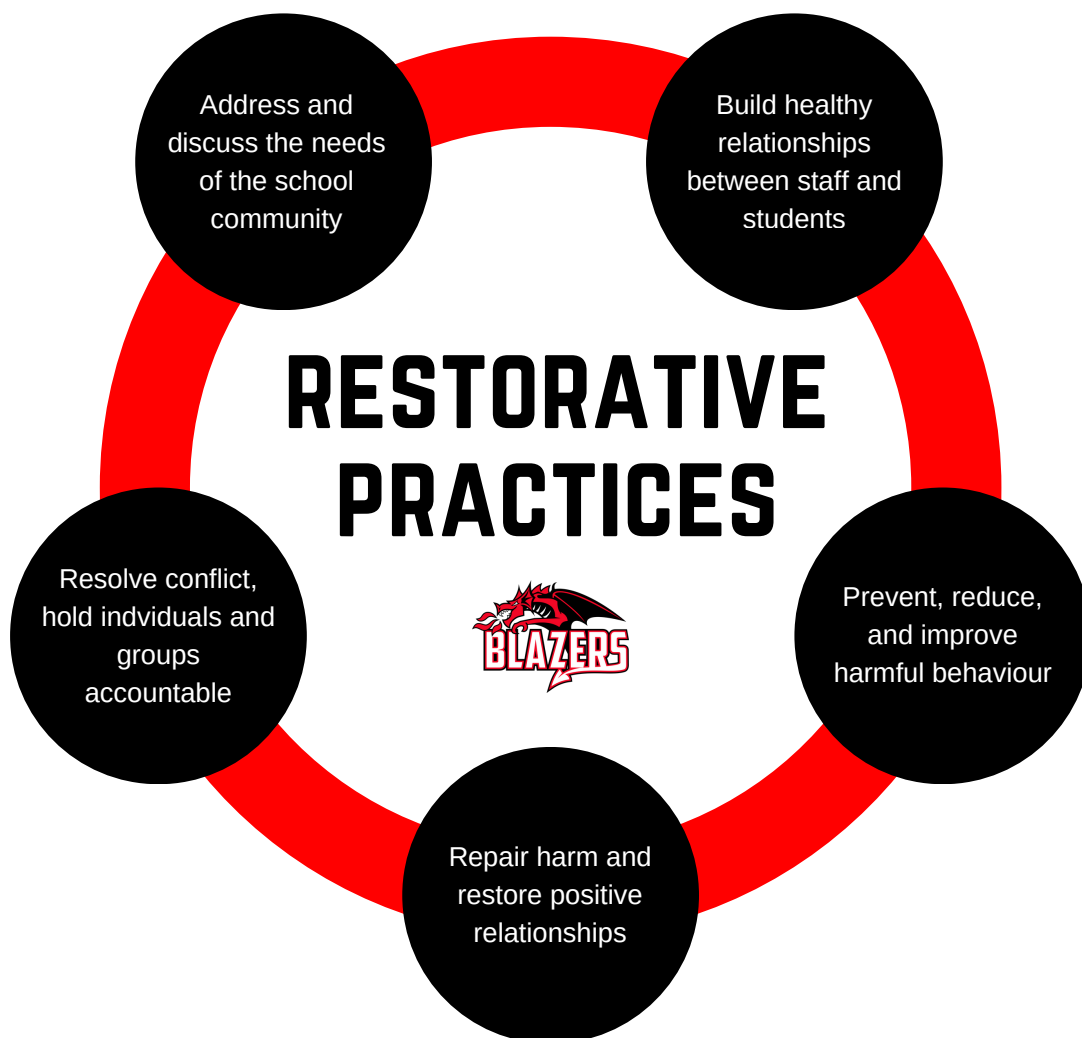 Address and
discuss the needs
of the school
community
Build healthy
relationships
between staff and
students
RESTORATIVE
PRACTICES
BLAZERS
Resolve conflict,
hold indviduals and
groups
accountable
Prevent, reduce,
and improve
harmful behaviour
Repair harm and
restore positive
relationships